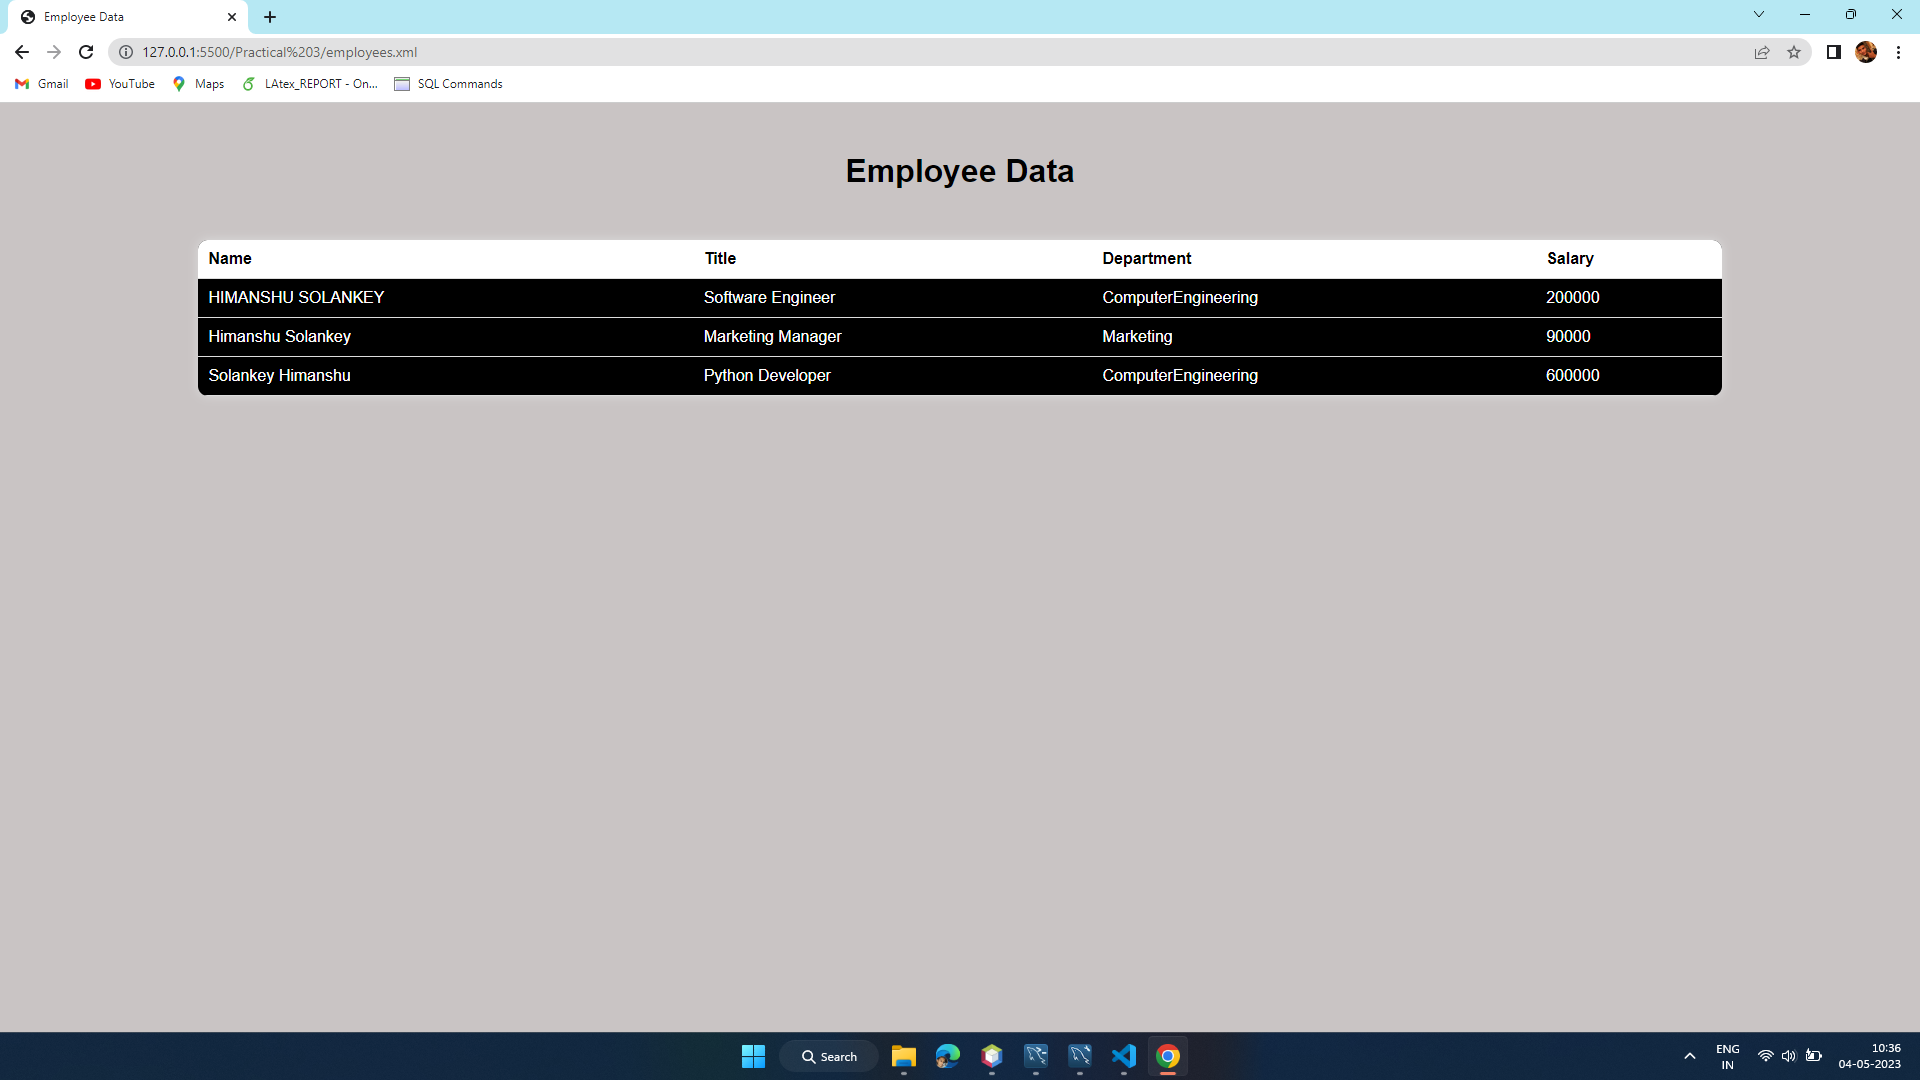 Employee Data
127.0.0.1:5500/Practical%203/employees.xml
Gmail YouTube Maps LAtex_REPORT - On... SQL Commands
Employee Data
Name Title Department Salary
HIMANSHU SOLANKEY Software Engineer ComputerEngineering 200000
Himanshu Solankey Marketing Manager Marketing 90000
Solankey Himanshu Python Developer ComputerEngineering 600000
Search
ENG
IN
10:36
04-05-2023